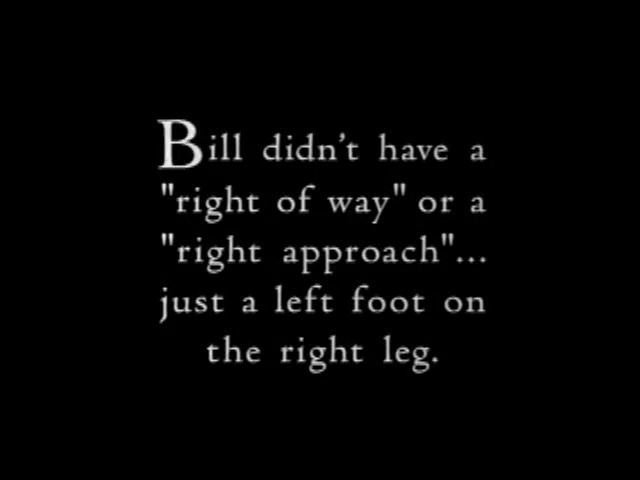 Bill didn't have a
"right of way" or a
"right approach"...
just a left foot on
the right leg.